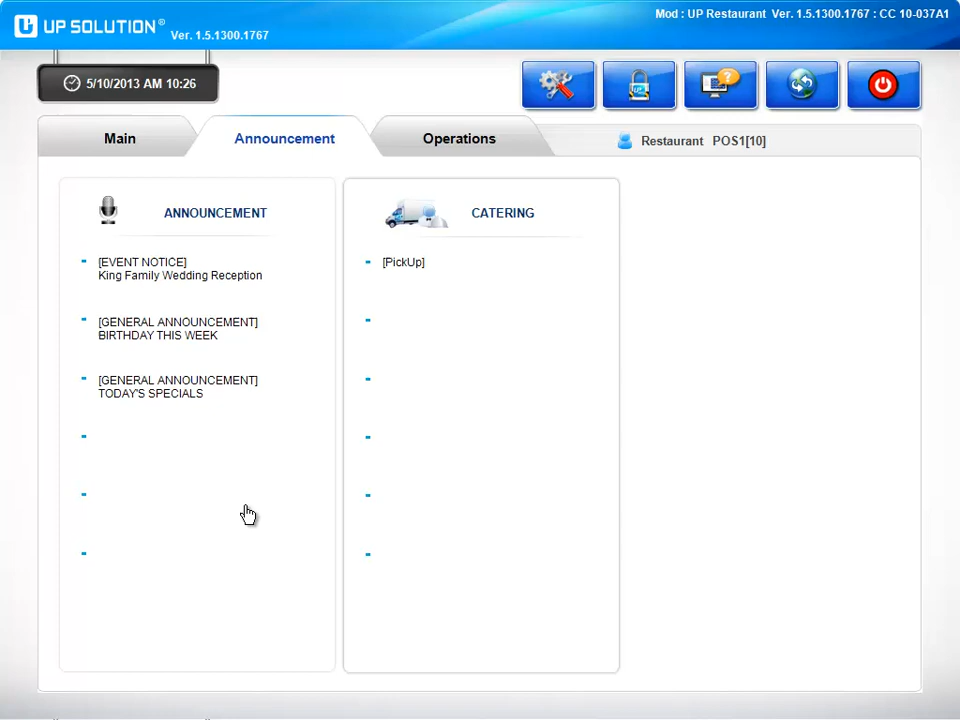 UP SOLUTION® Ver. 1.5.1300.1767
Mod : UP Restaurant Ver. 1.5.1300.1767 : CC 10-037A1
5/10/2013 AM 10:26
Main
Announcement
Operations
Restaurant POS1[10]
ANNOUNCEMENT
[EVENT NOTICE]
King Family Wedding Reception
[GENERAL ANNOUNCEMENT]
BIRTHDAY THIS WEEK
[GENERAL ANNOUNCEMENT]
TODAY'S SPECIALS
CATERING
[PickUp]